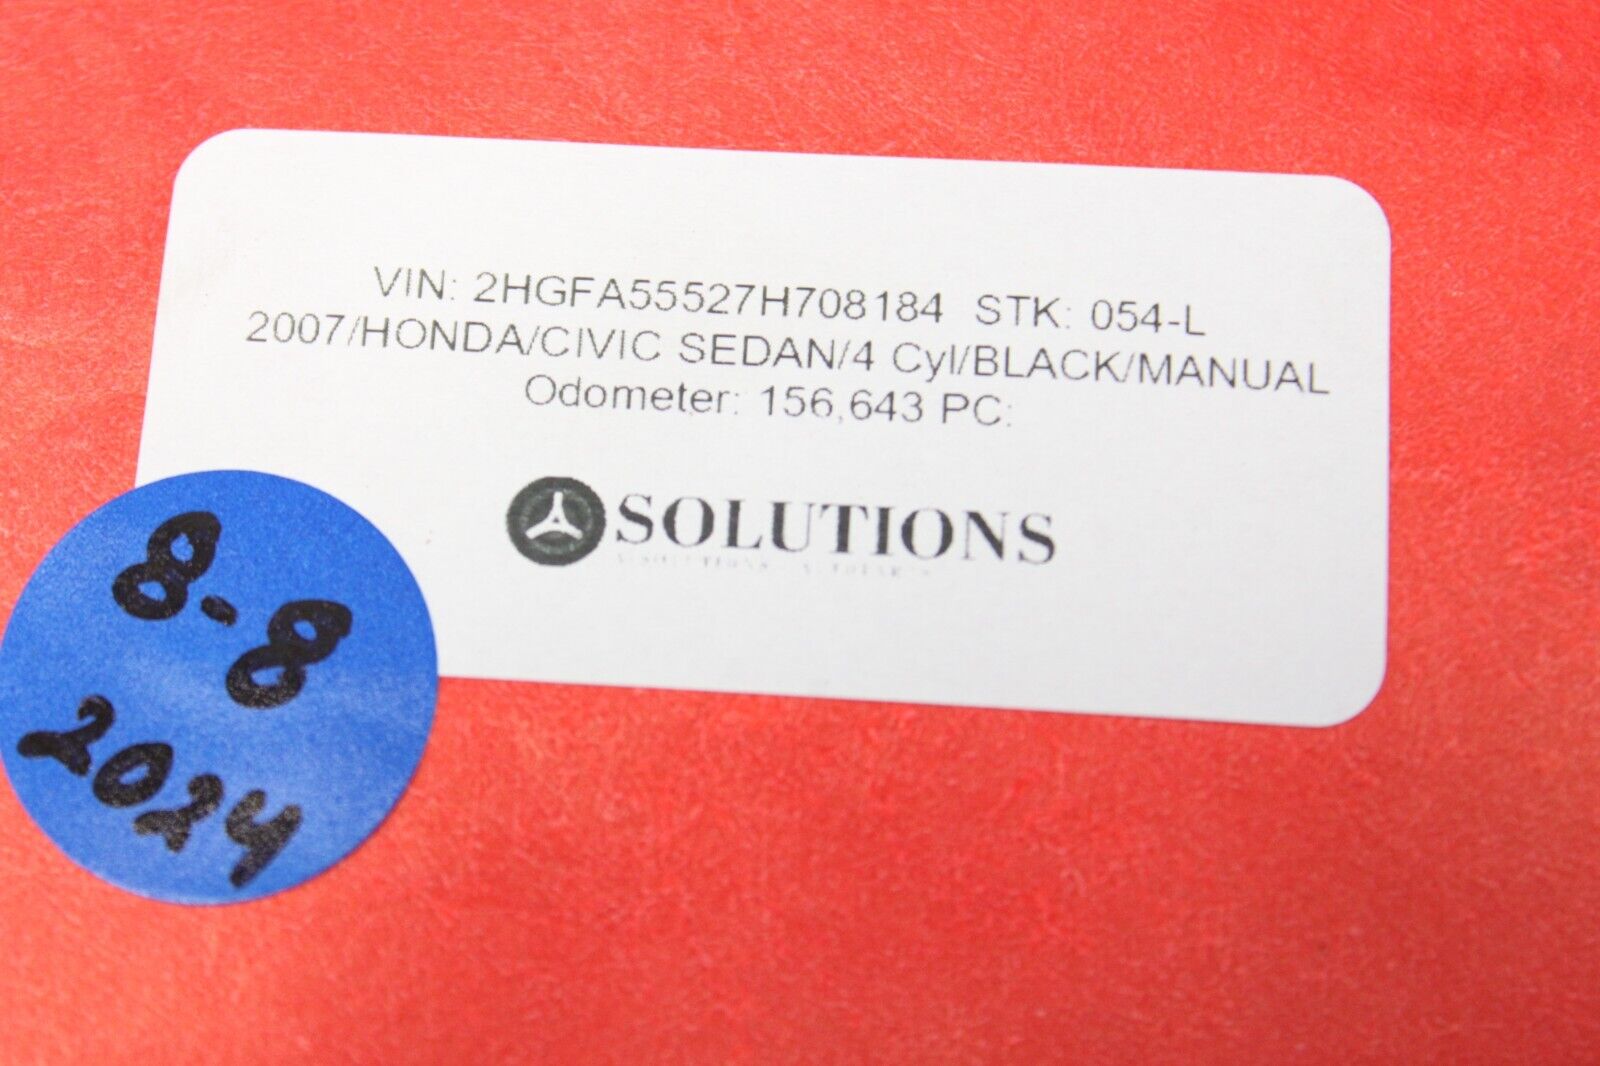 VIN: 2HGFA55527H708184 STK: 054-L
2007/HONDA/CIVIC SEDAN/4 Cyl/BLACK/MANUAL
Odometer: 156,643 PC:
SOLUTIONS
8-8
2024